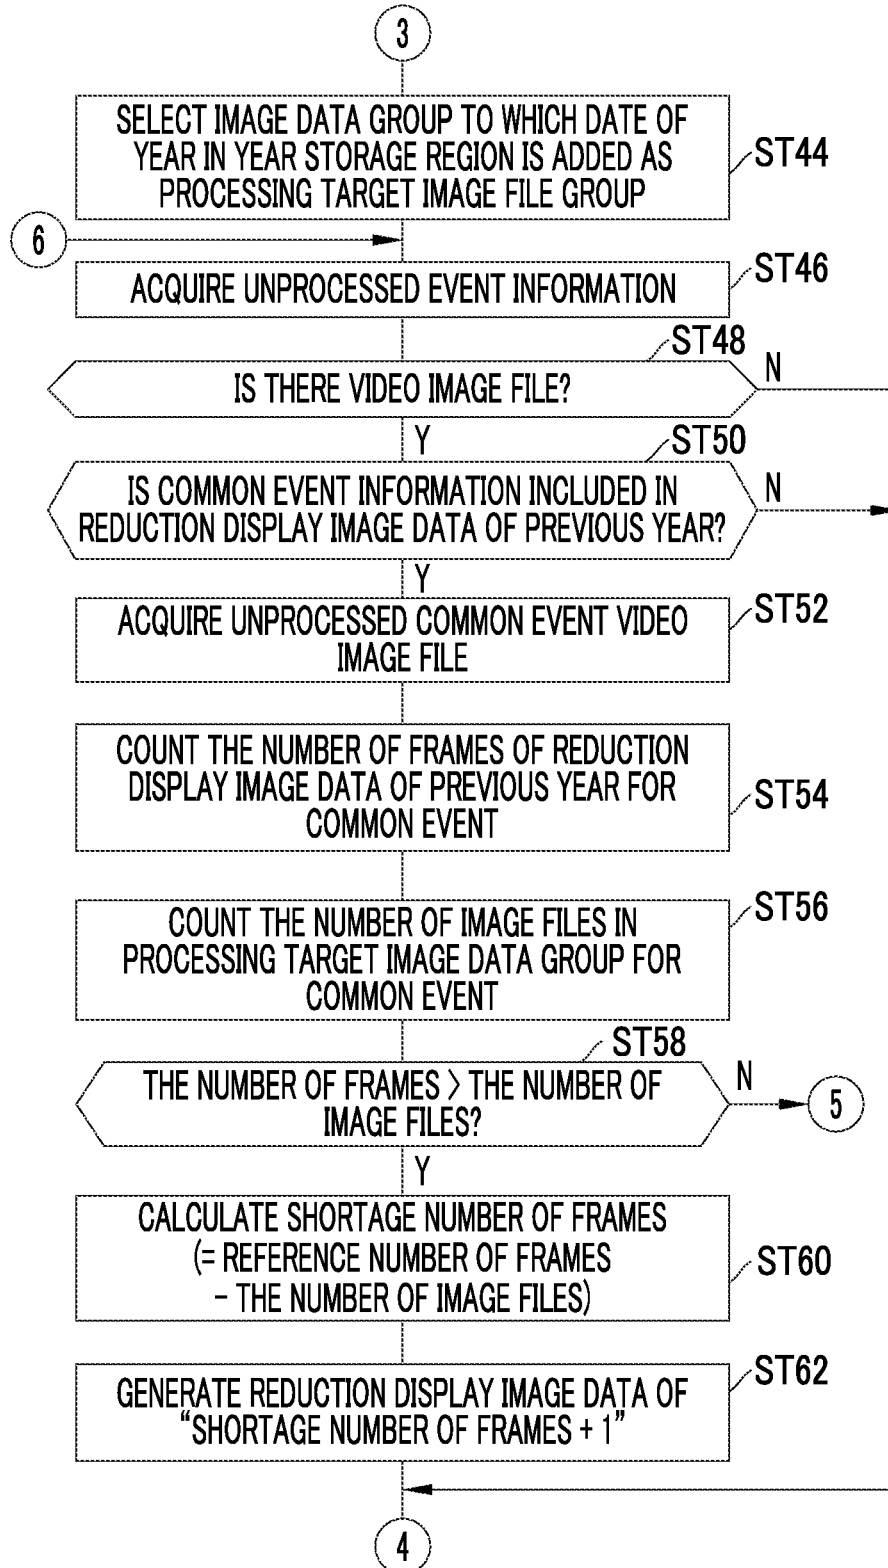 3
SELECT IMAGE DATA GROUP TO WHICH DATE OF
YEAR IN YEAR STORAGE REGION IS ADDED AS
PROCESSING TARGET IMAGE FILE GROUP
ST44
6
ACQUIRE UNPROCESSED EVENT INFORMATION
ST46
ST48
IS THERE VIDEO IMAGE FILE?
N
Y
ST50
IS COMMON EVENT INFORMATION INCLUDED IN
REDUCTION DISPLAY IMAGE DATA OF PREVIOUS YEAR?
N
Y
ACQUIRE UNPROCESSED COMMON EVENT VIDEO
IMAGE FILE
ST52
COUNT THE NUMBER OF FRAMES OF REDUCTION
DISPLAY IMAGE DATA OF PREVIOUS YEAR FOR
COMMON EVENT
ST54
COUNT THE NUMBER OF IMAGE FILES IN
PROCESSING TARGET IMAGE DATA GROUP FOR
COMMON EVENT
ST56
ST58
THE NUMBER OF FRAMES > THE NUMBER OF
IMAGE FILES?
N
5
Y
CALCULATE SHORTAGE NUMBER OF FRAMES
(= REFERENCE NUMBER OF FRAMES
- THE NUMBER OF IMAGE FILES)
ST60
GENERATE REDUCTION DISPLAY IMAGE DATA OF
“SHORTAGE NUMBER OF FRAMES + 1”
ST62
4